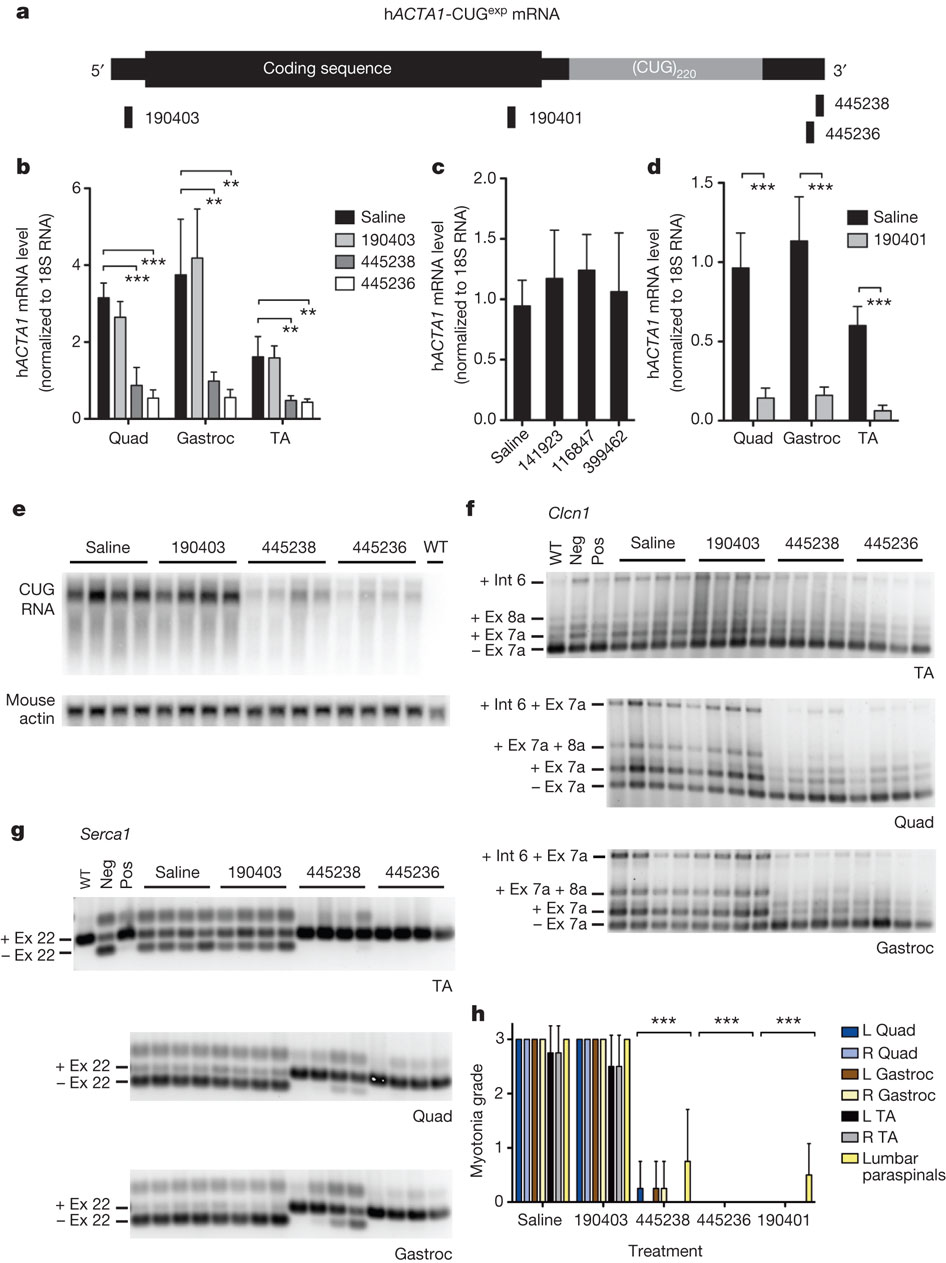 a
hACTA1-CUGexp mRNA
5′ Coding sequence (CUG)220 3′
190403 190401 445238
445236
b
hACTA1 mRNA level
(normalized to 18S RNA)
6
4
2
0
Quad Gastroc TA
*** *** ** ** ** **
Saline
190403
445238
445236
c
hACTA1 mRNA level
(normalized to 18S RNA)
2.0
1.5
1.0
0.5
0.0
Saline 141923 116847 399462
d
hACTA1 mRNA level
(normalized to 18S RNA)
1.5
1.0
0.5
0.0
*** *** ***
Quad Gastroc TA
Saline
190401
e
Saline 190403 445238 445236 WT
CUG
RNA
Mouse
actin
f
Clcn1
WT Neg Pos Saline 190403 445238 445236
+ Int 6
+ Ex 8a
+ Ex 7a
– Ex 7a
TA
+ Int 6 + Ex 7a
+ Ex 7a + 8a
+ Ex 7a
– Ex 7a
Quad
+ Int 6 + Ex 7a
+ Ex 7a + 8a
+ Ex 7a
– Ex 7a
Gastroc
g
Serca1
WT Neg Pos Saline 190403 445238 445236
+ Ex 22
– Ex 22
TA
+ Ex 22
– Ex 22
Quad
+ Ex 22
– Ex 22
Gastroc
h
Myotonia grade
3
2
1
0
*** *** ***
Saline 190403 445238 445236 190401
Treatment
L Quad
R Quad
L Gastroc
R Gastroc
L TA
R TA
Lumbar
paraspinals